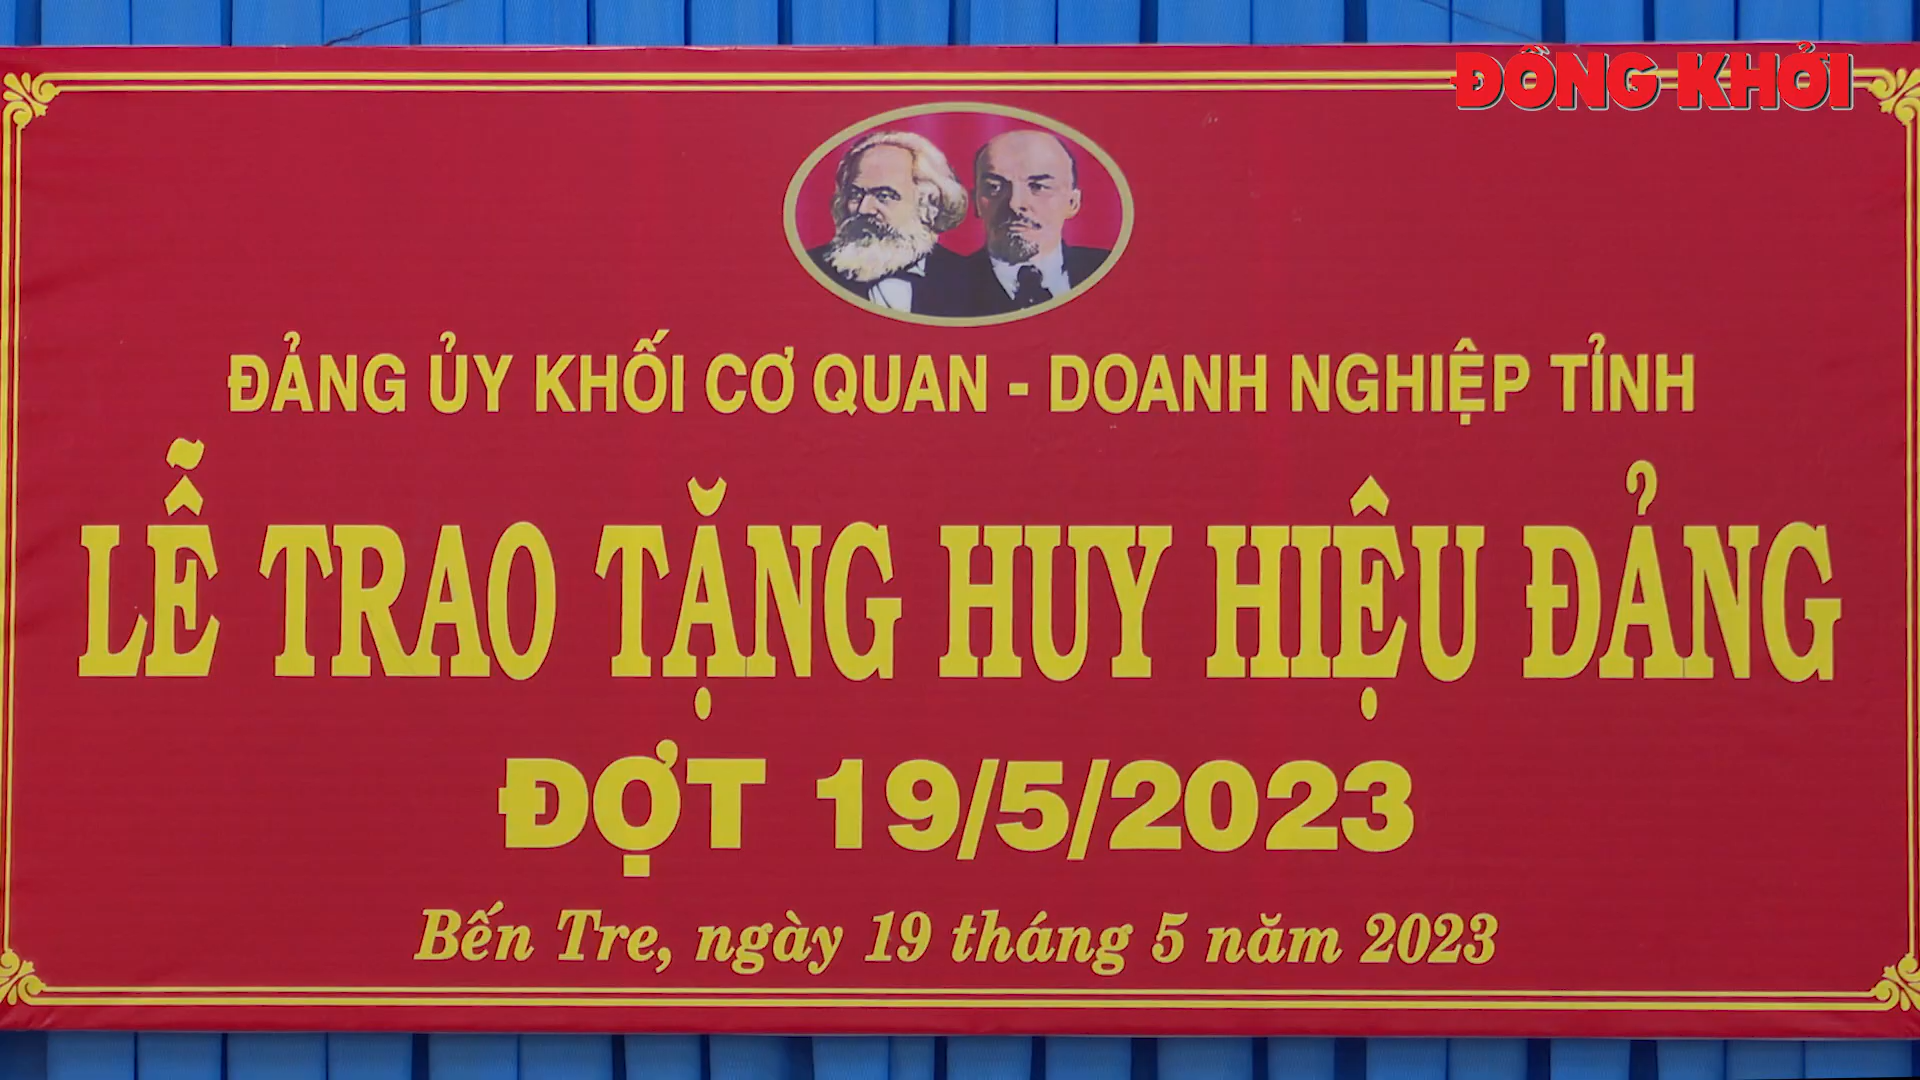 ĐỒNG KHỞI
ĐẢNG ỦY KHỐI CƠ QUAN - DOANH NGHIỆP TỈNH
LỄ TRAO TẶNG HUY HIỆU ĐẢNG
ĐỢT 19/5/2023
Bến Tre, ngày 19 tháng 5 năm 2023